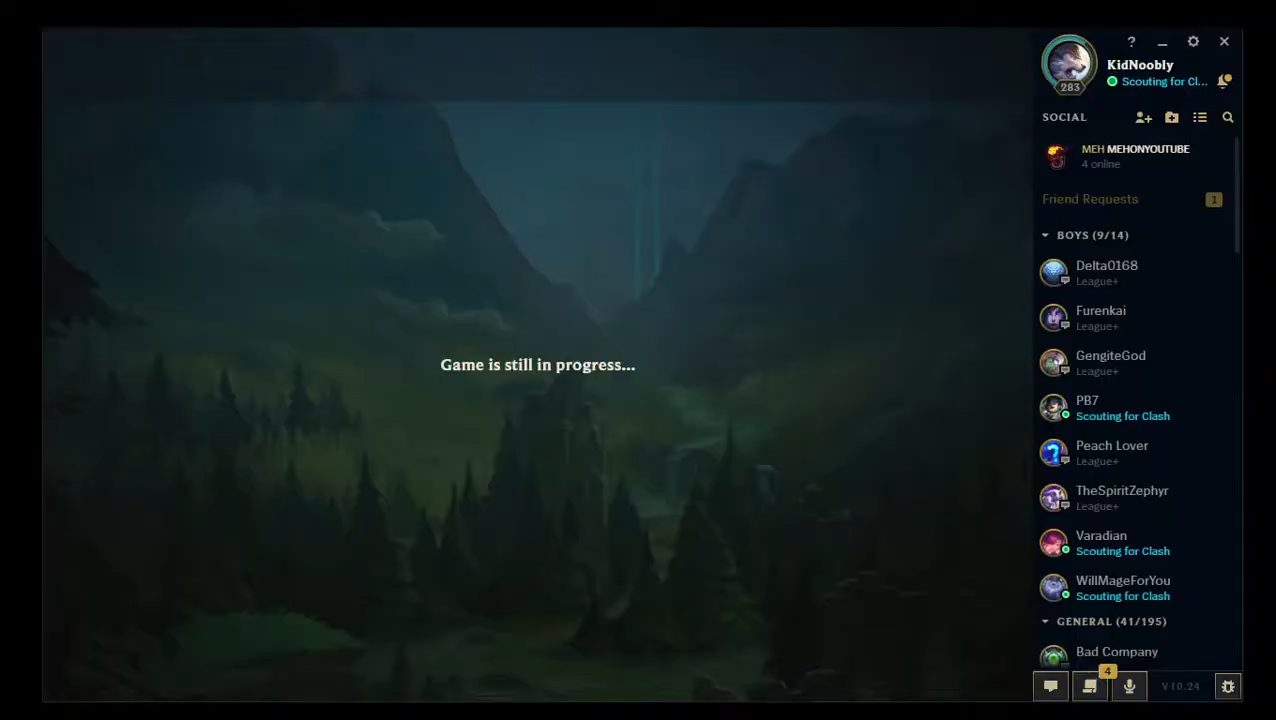 ?
KidNoobly
283
Scouting for Cl...
SOCIAL
MEH MEHONYOUTUBE
4 online
Friend Requests
1
BOYS (9/14)
Delta0168
League+
Furenkai
League+
Game is still in progress...
GengiteGod
League+
PB7
Scouting for Clash
Peach Lover
League+
TheSpiritZephyr
League+
Varadian
Scouting for Clash
WillMageForYou
Scouting for Clash
GENERAL (41/195)
Bad Company
4
V10.24